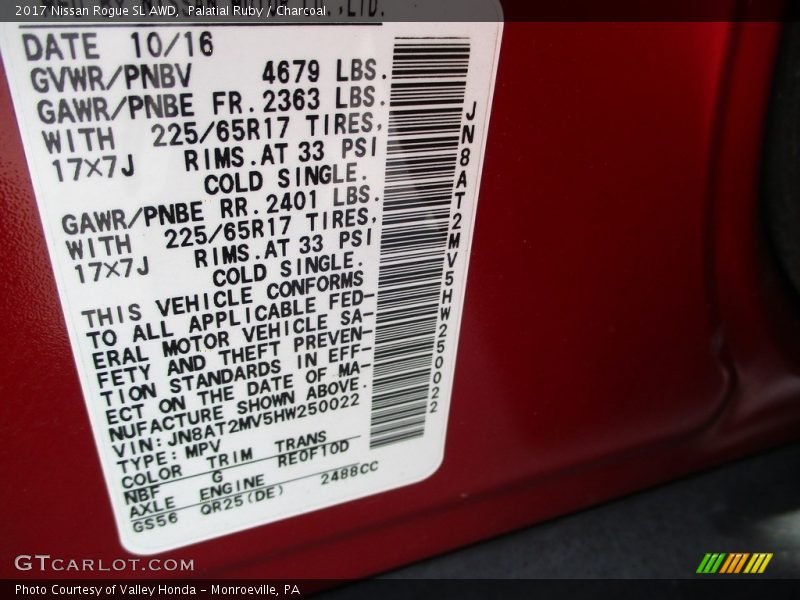 2017 Nissan Rogue SL AWD, Palatial Ruby / Charcoal
DATE 10/16
GVWR/PNBV 4679 LBS.
GAWR/PNBE FR. 2363 LBS.
WITH 225/65R17 TIRES,
17X7J RIMS. AT 33 PSI
COLD SINGLE.
GAWR/PNBE RR. 2401 LBS.
WITH 225/65R17 TIRES,
17X7J RIMS. AT 33 PSI
COLD SINGLE.
THIS VEHICLE CONFORMS
TO ALL APPLICABLE FED-
ERAL MOTOR VEHICLE SA-
FETY AND THEFT PREVEN-
TION STANDARDS IN EFF-
ECT ON THE DATE OF MA-
NUFACTURE SHOWN ABOVE.
VIN: JN8AT2MV5HW250022
TYPE: MPV
COLOR TRIM TRANS
NBF G RE0F10D
AXLE ENGINE
GS56 QR25(DE) 2488CC
JN8AT2MV5HW250022
GTCARLOT.COM
Photo Courtesy of Valley Honda - Monroeville, PA